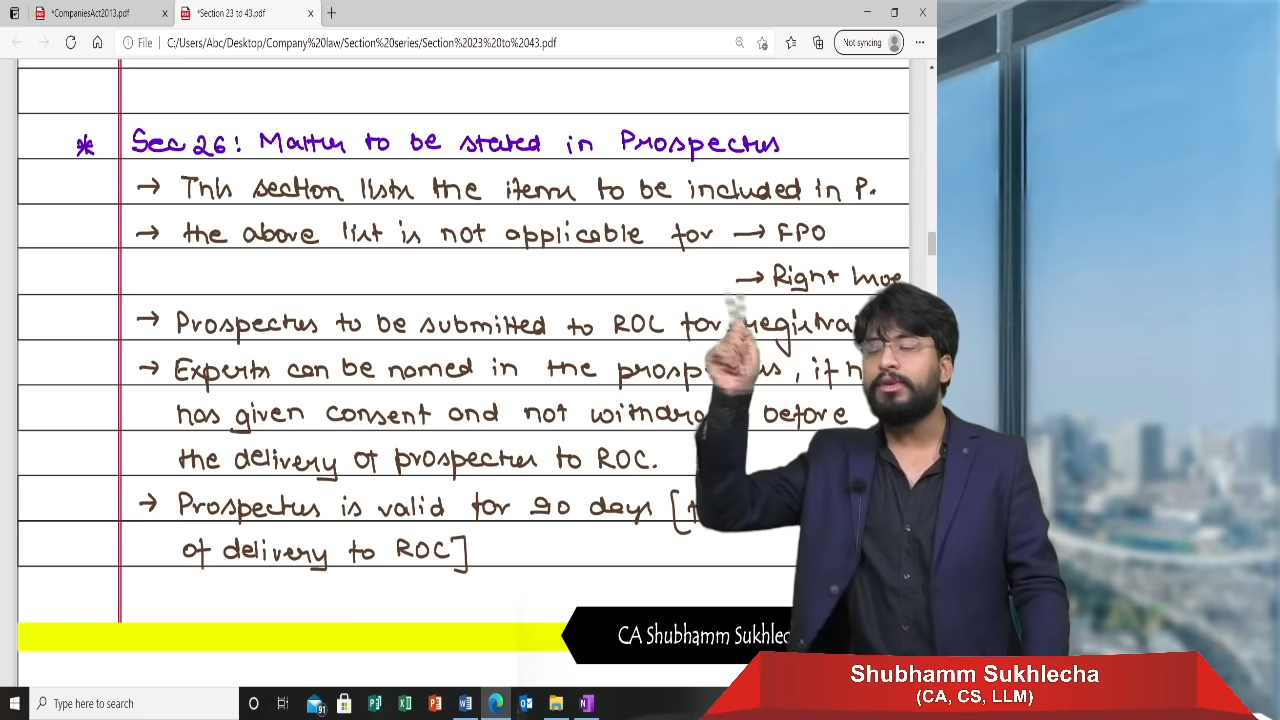 *CompaniesAct2013.pdf
*Section 23 to 43.pdf
File
C:/Users/Abc/Desktop/Company%20law/Section%20series/Section%2023%20to%2043.pdf
Not syncing
* Sec 26: Matter to be stated in Prospectus
→ This section lists the items to be included in P.
→ the above list is not applicable for → FPO
→ Right
→ Prospectus to be submitted to ROC for
→ Experts can be named in the
has given consent and not before
the delivery of prospectus to ROC.
→ Prospectus is valid for 90 days [
of delivery to ROC]
CA Shubhamm
Shubhamm Sukhlecha
(CA, CS, LLM)
Type here to search
91